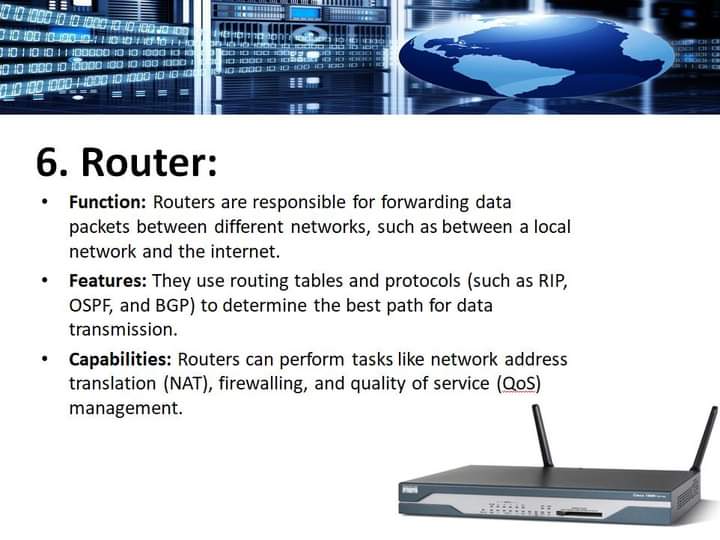 6. Router:
• Function: Routers are responsible for forwarding data
packets between different networks, such as between a local
network and the internet.
• Features: They use routing tables and protocols (such as RIP,
OSPF, and BGP) to determine the best path for data
transmission.
• Capabilities: Routers can perform tasks like network address
translation (NAT), firewalling, and quality of service (QoS)
management.